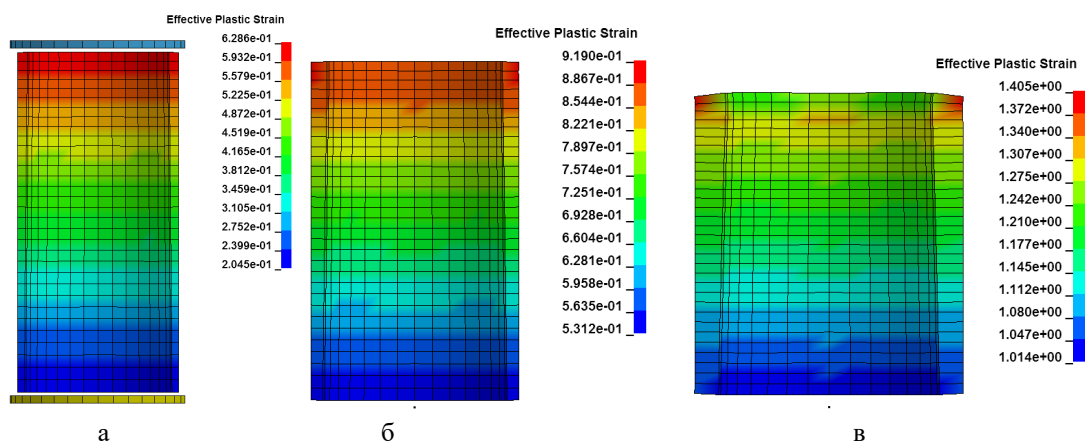 Effective Plastic Strain
6.286e-01
5.932e-01
5.579e-01
5.225e-01
4.872e-01
4.519e-01
4.165e-01
3.812e-01
3.459e-01
3.105e-01
2.752e-01
2.399e-01
2.045e-01
Effective Plastic Strain
9.190e-01
8.867e-01
8.544e-01
8.221e-01
7.897e-01
7.574e-01
7.251e-01
6.928e-01
6.604e-01
6.281e-01
5.958e-01
5.635e-01
5.312e-01
Effective Plastic Strain
1.405e+00
1.372e+00
1.340e+00
1.307e+00
1.275e+00
1.242e+00
1.210e+00
1.177e+00
1.145e+00
1.112e+00
1.080e+00
1.047e+00
1.014e+00
а
б
в